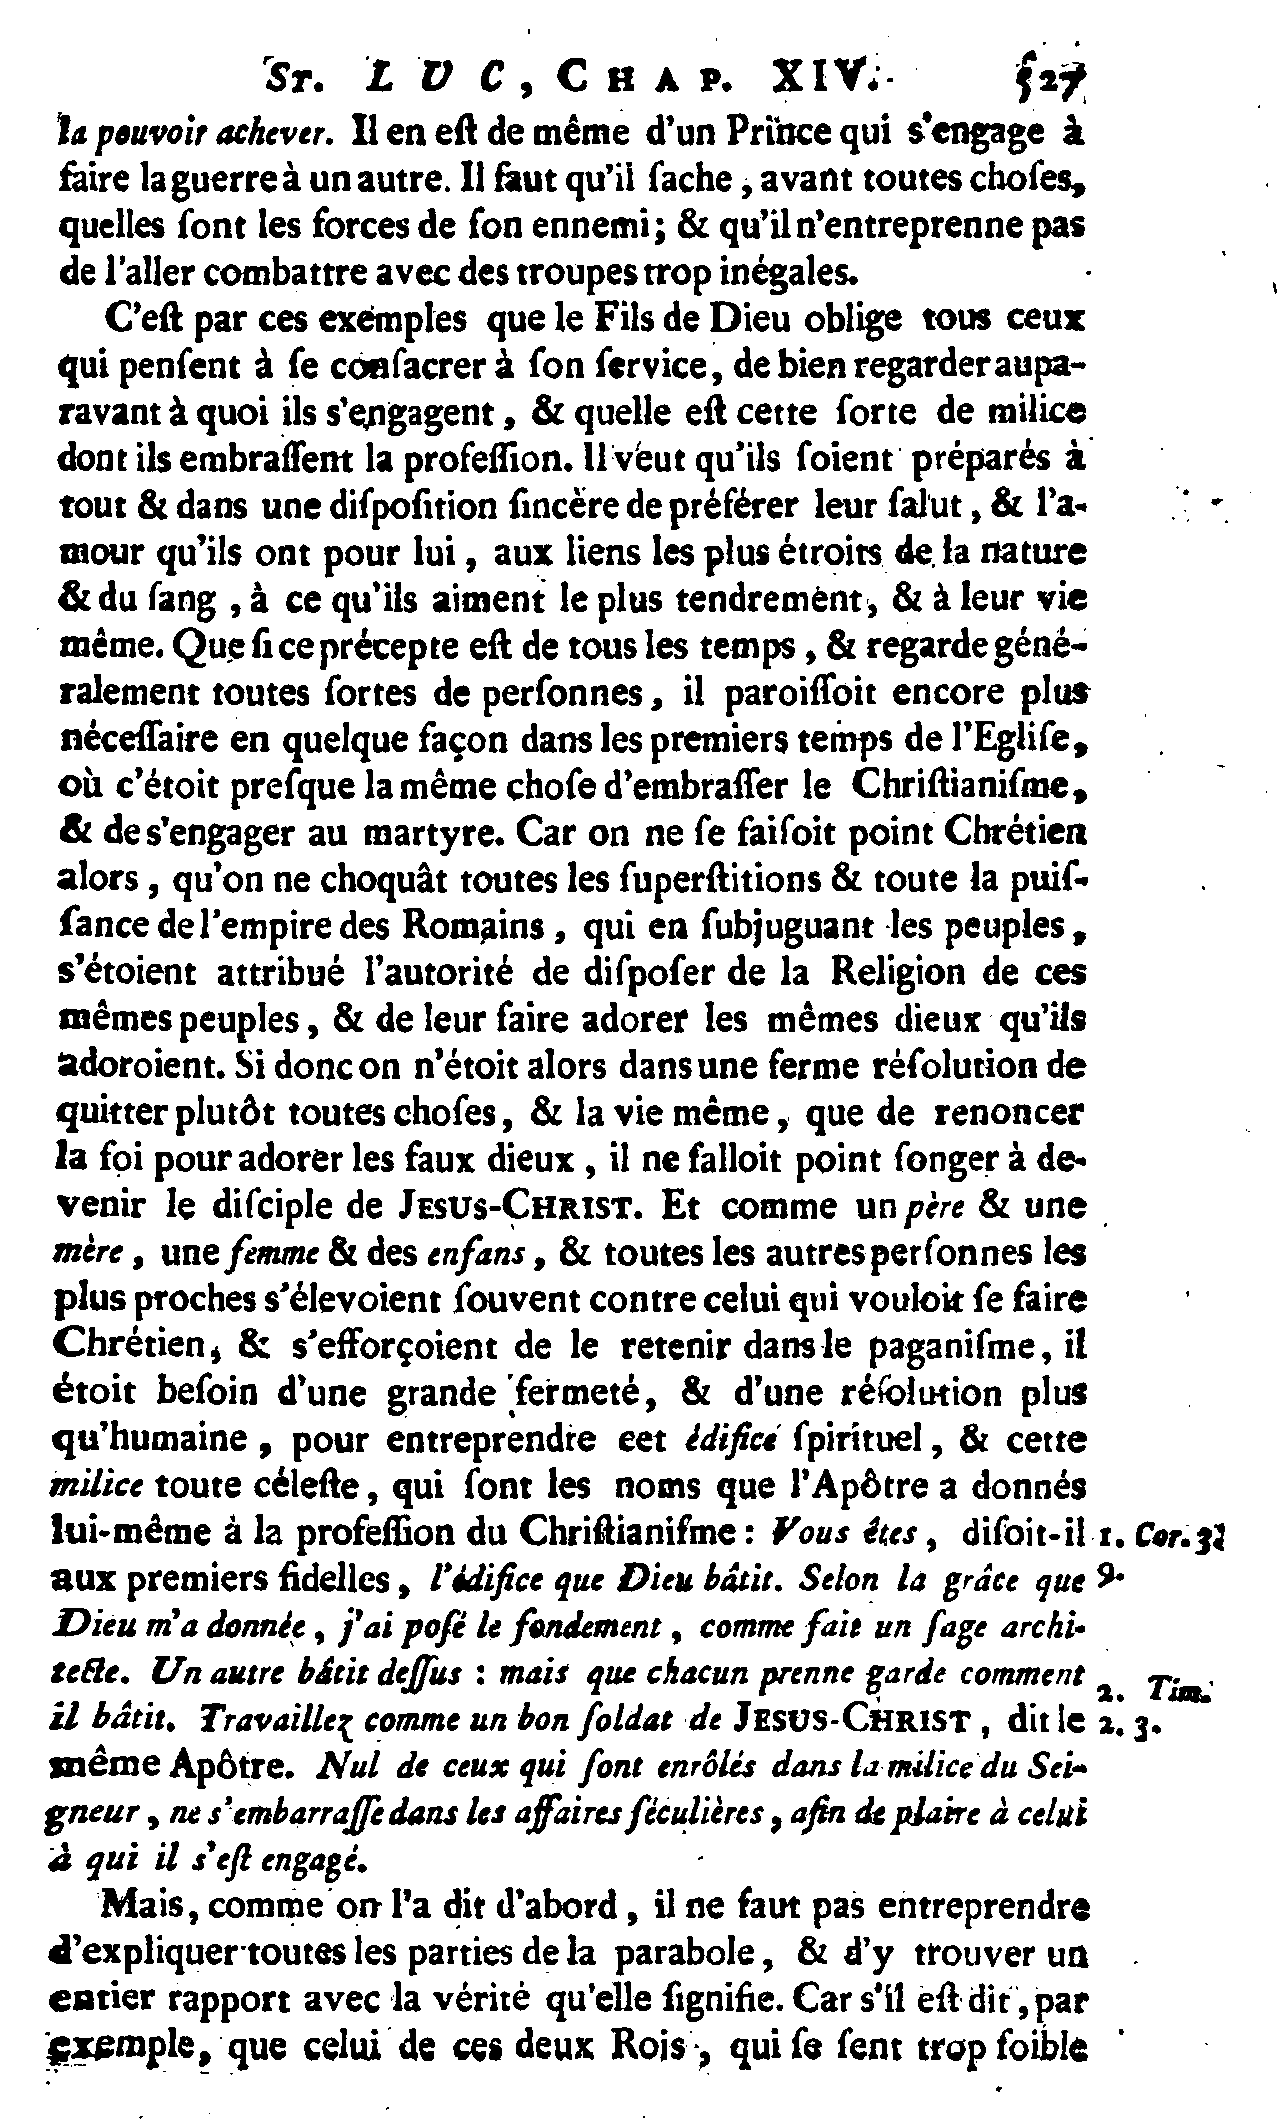 St. LUC, CHAP. XIV. 527
la pouvoir achever. Il en eſt de même d'un Prince qui s'engage à
faire la guerre à un autre. Il faut qu'il ſache, avant toutes choſes,
quelles ſont les forces de ſon ennemi; & qu'il n'entreprenne pas
de l'aller combattre avec des troupes trop inégales.
C'eſt par ces exemples que le Fils de Dieu oblige tous ceux
qui penſent à ſe conſacrer à ſon ſervice, de bien regarder aupa-
ravant à quoi ils s'engagent, & quelle eſt cette ſorte de milice
dont ils embraſſent la profeſſion. Il veut qu'ils ſoient préparés à
tout & dans une diſpoſition ſincère de préférer leur ſalut, & l'a-
mour qu'ils ont pour lui, aux liens les plus étroits de la nature
& du ſang, à ce qu'ils aiment le plus tendrement, & à leur vie
même. Que ſi ce précepte eſt de tous les temps, & regarde géné-
ralement toutes ſortes de perſonnes, il paroiſſoit encore plus
néceſſaire en quelque façon dans les premiers temps de l'Egliſe,
où c'étoit preſque la même choſe d'embraſſer le Chriſtianiſme,
& de s'engager au martyre. Car on ne ſe faiſoit point Chrétien
alors, qu'on ne choquât toutes les ſuperſtitions & toute la puiſ-
ſance de l'empire des Romains, qui en ſubjuguant les peuples,
s'étoient attribué l'autorité de diſpoſer de la Religion de ces
mêmes peuples, & de leur faire adorer les mêmes dieux qu'ils
adoroient. Si donc on n'étoit alors dans une ferme réſolution de
quitter plutôt toutes choſes, & la vie même, que de renoncer
la foi pour adorer les faux dieux, il ne falloit point ſonger à de-
venir le diſciple de JESUS-CHRIST. Et comme un père & une
mère, une femme & des enfans, & toutes les autres perſonnes les
plus proches s'élevoient ſouvent contre celui qui vouloit ſe faire
Chrétien, & s'efforçoient de le retenir dans le paganiſme, il
étoit beſoin d'une grande fermeté, & d'une réſolution plus
qu'humaine, pour entreprendre cet édifice ſpirituel, & cette
milice toute céleſte, qui ſont les noms que l'Apôtre a donnés
lui-même à la profeſſion du Chriſtianiſme: Vous êtes, diſoit-il 1. Cor. 3.
aux premiers fidelles, l'édifice que Dieu bâtit. Selon la grâce que 9.
Dieu m'a donnée, j'ai poſé le fondement, comme fait un ſage archi-
tecte. Un autre bâtit deſſus: mais que chacun prenne garde comment 2. Tim.
il bâtit. Travaillez comme un bon ſoldat de JESUS-CHRIST, dit le 2. 3.
même Apôtre. Nul de ceux qui ſont enrôlés dans la milice du Sei-
gneur, ne s'embarraſſe dans les affaires ſéculières, afin de plaire à celui
à qui il s'eſt engagé.
Mais, comme on l'a dit d'abord, il ne faut pas entreprendre
d'expliquer toutes les parties de la parabole, & d'y trouver un
entier rapport avec la vérité qu'elle ſignifie. Car s'il eſt dit, par
exemple, que celui de ces deux Rois, qui ſe ſent trop foible